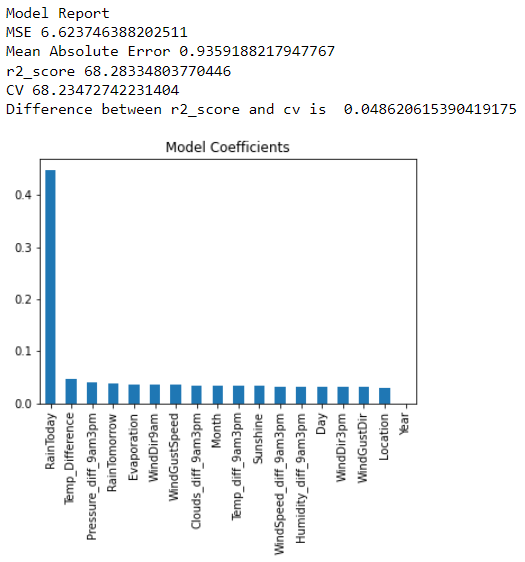 Model Report
MSE 6.623746388202511
Mean Absolute Error 0.9359188217947767
r2_score 68.28334803770446
CV 68.23472742231404
Difference between r2_score and cv is  0.048620615390419175
Model Coefficients
0.4
0.3
0.2
0.1
0.0
RainToday
Temp_Difference
Pressure_diff_9am3pm
RainTomorrow
Evaporation
WindDir9am
WindGustSpeed
Clouds_diff_9am3pm
Month
Temp_diff_9am3pm
Sunshine
WindSpeed_diff_9am3pm
Humidity_diff_9am3pm
Day
WindDir3pm
WindGustDir
Location
Year